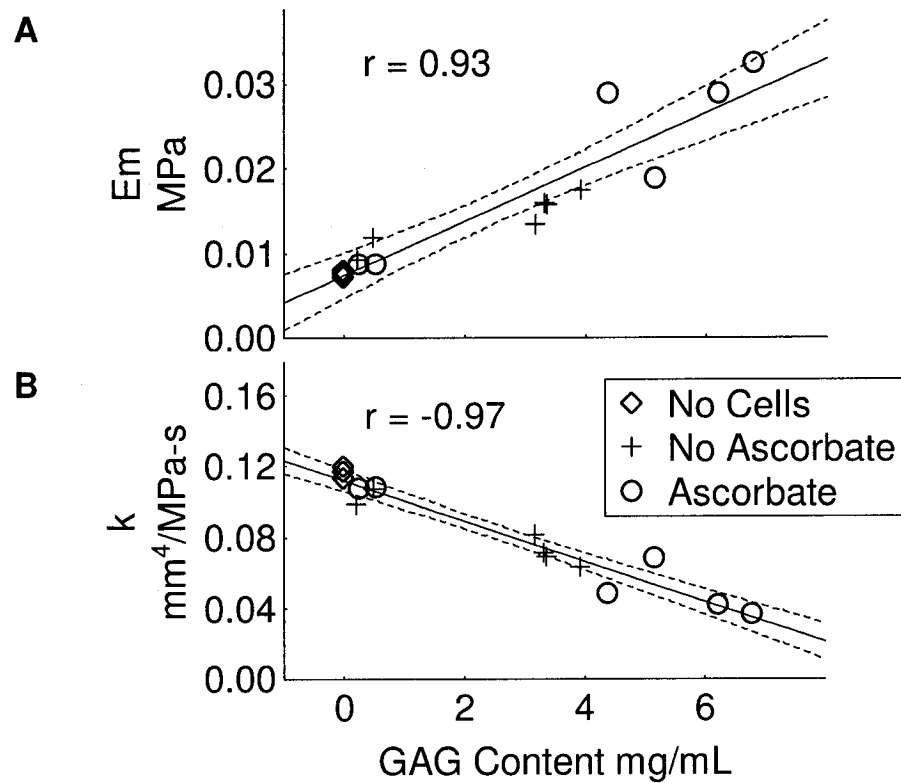 A
r = 0.93
Em
MPa
0.03
0.02
0.01
0.00
B
r = -0.97
k
mm⁴/MPa-s
0.16
0.12
0.08
0.04
0.00
No Cells
No Ascorbate
Ascorbate
0 2 4 6
GAG Content mg/mL